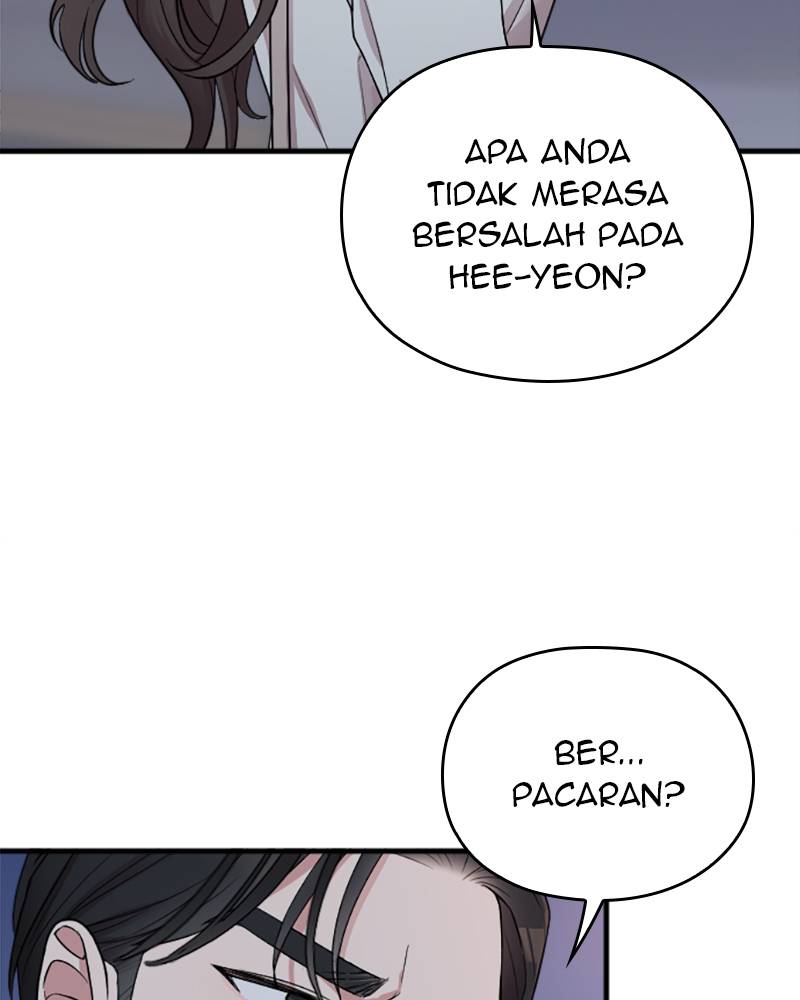 APA ANDA
TIDAK MERASA
BERSALAH PADA
HEE-YEON?
BER...
PACARAN?